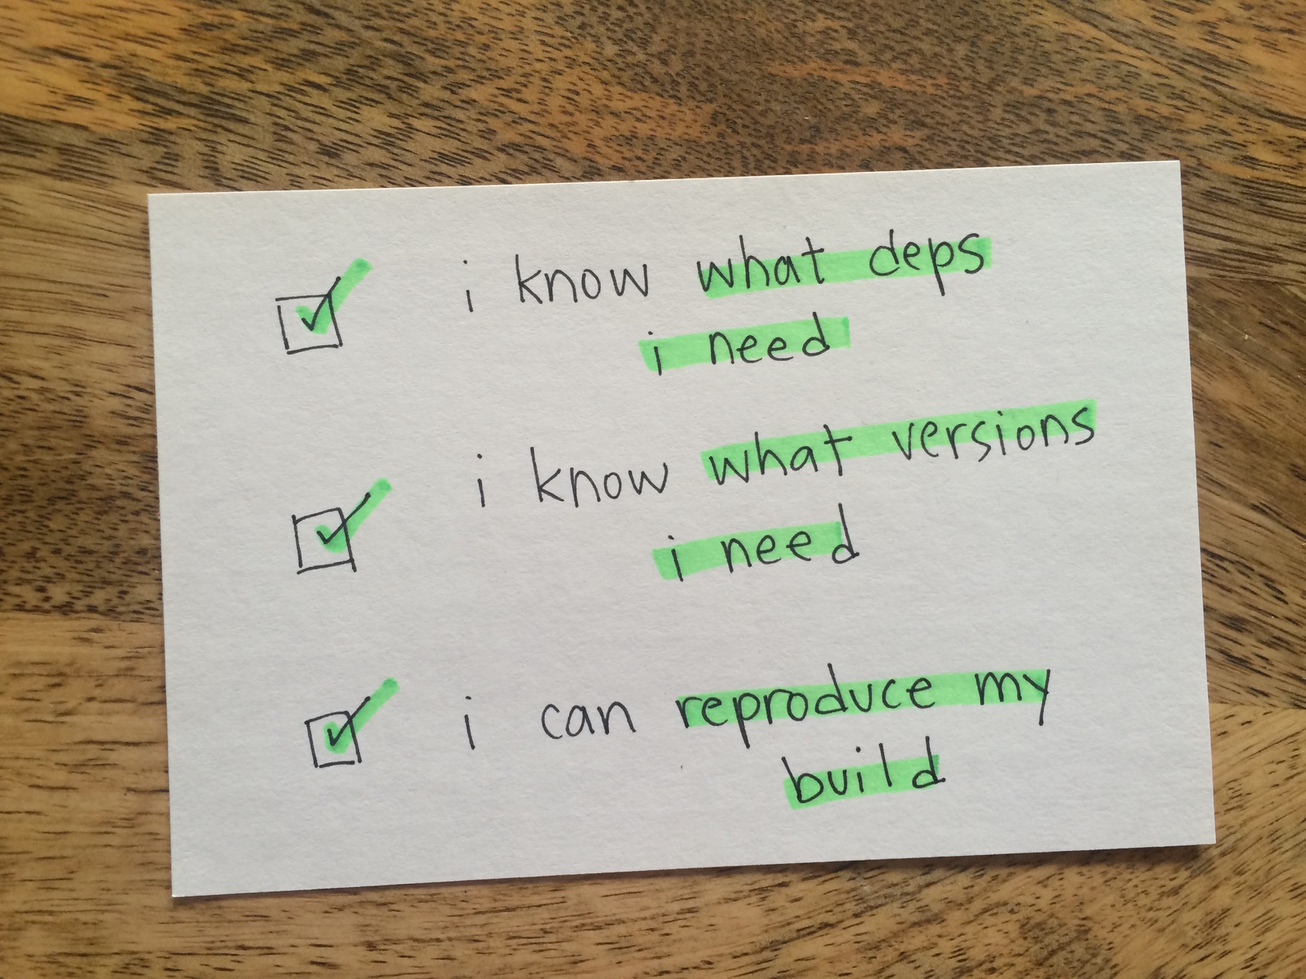 i know what deps
i need
i know what versions
i need
i can reproduce my
build